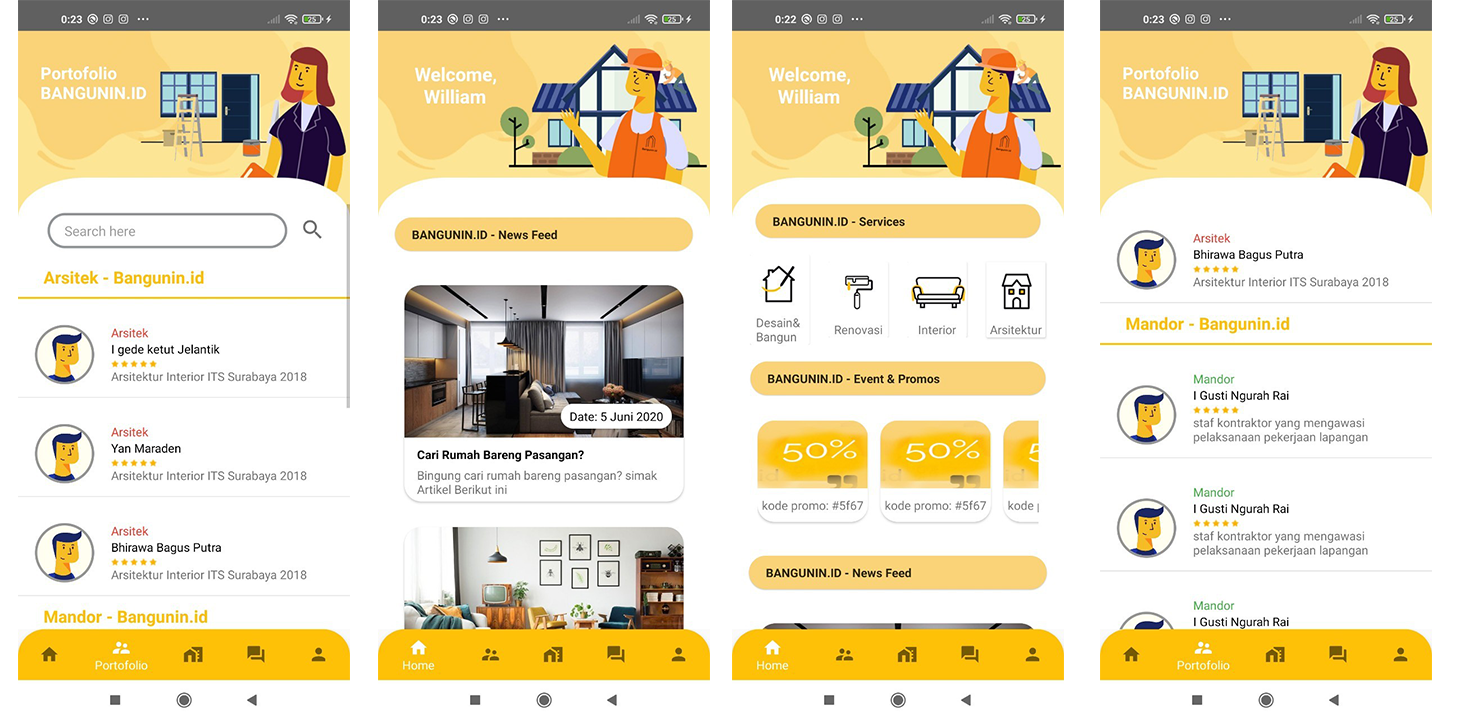 0:23
25
Portofolio
BANGUNIN.ID
Search here
Arsitek - Bangunin.id
Arsitek
I gede ketut Jelantik
Arsitektur Interior ITS Surabaya 2018
Arsitek
Yan Maraden
Arsitektur Interior ITS Surabaya 2018
Arsitek
Bhirawa Bagus Putra
Arsitektur Interior ITS Surabaya 2018
Mandor - Bangunin.id
Portofolio
0:23
25
Welcome,
William
Bangunin.id
BANGUNIN.ID - News Feed
Date: 5 Juni 2020
Cari Rumah Bareng Pasangan?
Bingung cari rumah bareng pasangan? simak
Artikel Berikut ini
Home
0:22
25
Welcome,
William
Bangunin.id
BANGUNIN.ID - Services
Desain&
Bangun
Renovasi
Interior
Arsitektur
BANGUNIN.ID - Event & Promos
50%
kode promo: #5f67
50%
kode promo: #5f67
kode p
BANGUNIN.ID - News Feed
Home
0:23
25
Portofolio
BANGUNIN.ID
Arsitek
Bhirawa Bagus Putra
Arsitektur Interior ITS Surabaya 2018
Mandor - Bangunin.id
Mandor
I Gusti Ngurah Rai
staf kontraktor yang mengawasi
pelaksanaan pekerjaan lapangan
Mandor
I Gusti Ngurah Rai
staf kontraktor yang mengawasi
pelaksanaan pekerjaan lapangan
Mandor
I Gusti Ngurah Rai
Portofolio